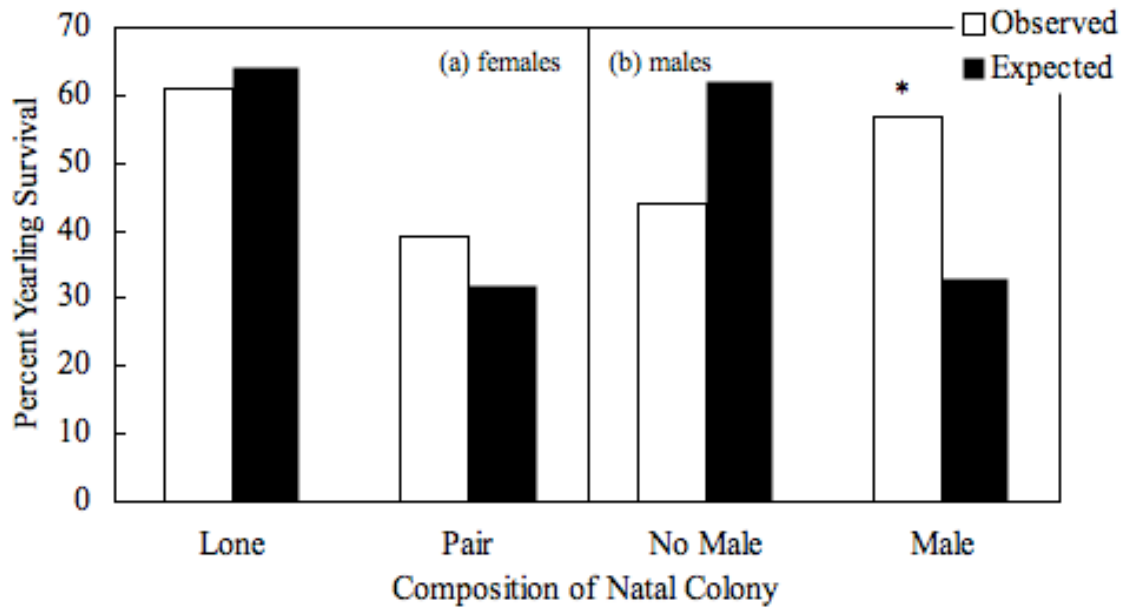 Observed
Expected
(a) females
(b) males
*
Percent Yearling Survival
70
60
50
40
30
20
10
0
Lone
Pair
No Male
Male
Composition of Natal Colony